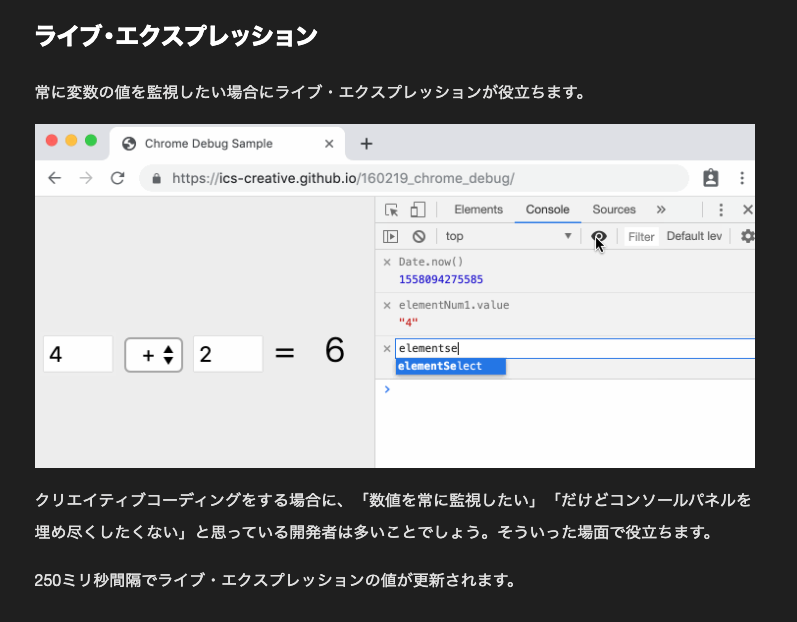 ライブ・エクスプレッション
常に変数の値を監視したい場合にライブ・エクスプレッションが役立ちます。
Chrome Debug Sample
https://ics-creative.github.io/160219_chrome_debug/
Elements Console Sources »
top Filter Default lev
Date.now()
1558094275585
elementNum1.value
"4"
elementse
elementSelect
4 + 2 = 6
クリエイティブコーディングをする場合に、「数値を常に監視したい」「だけどコンソールパネルを
埋め尽くしたくない」と思っている開発者は多いことでしょう。そういった場面で役立ちます。
250ミリ秒間隔でライブ・エクスプレッションの値が更新されます。